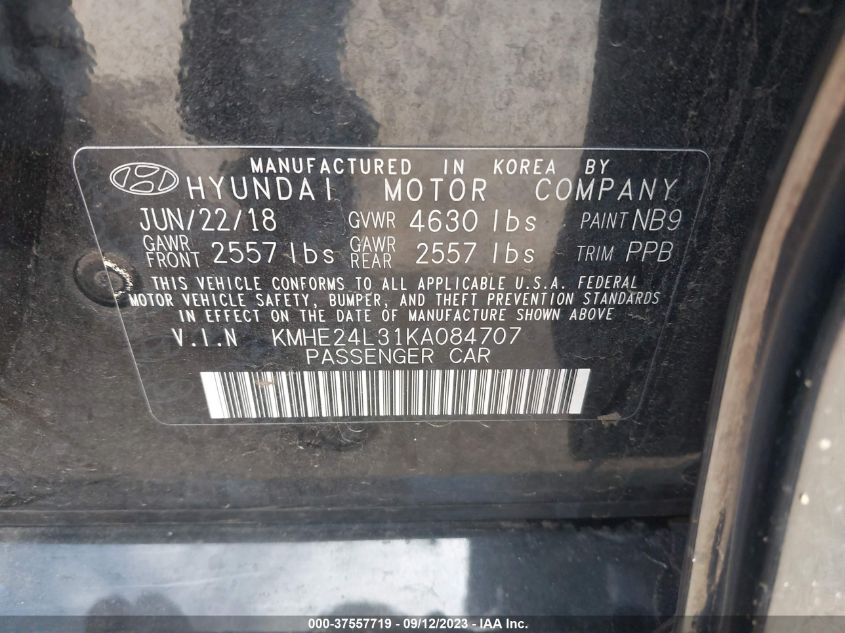 MANUFACTURED IN KOREA BY
HYUNDAI MOTOR COMPANY
JUN/22/18 GVWR 4630 lbs PAINT NB9
GAWR FRONT 2557 lbs GAWR REAR 2557 lbs TRIM PPB
THIS VEHICLE CONFORMS TO ALL APPLICABLE U.S.A. FEDERAL
MOTOR VEHICLE SAFETY, BUMPER, AND THEFT PREVENTION STANDARDS
IN EFFECT ON THE DATE OF MANUFACTURE SHOWN ABOVE
V.I.N KMHE24L31KA084707
PASSENGER CAR
000-37557719 - 09/12/2023 - © IAA Inc.